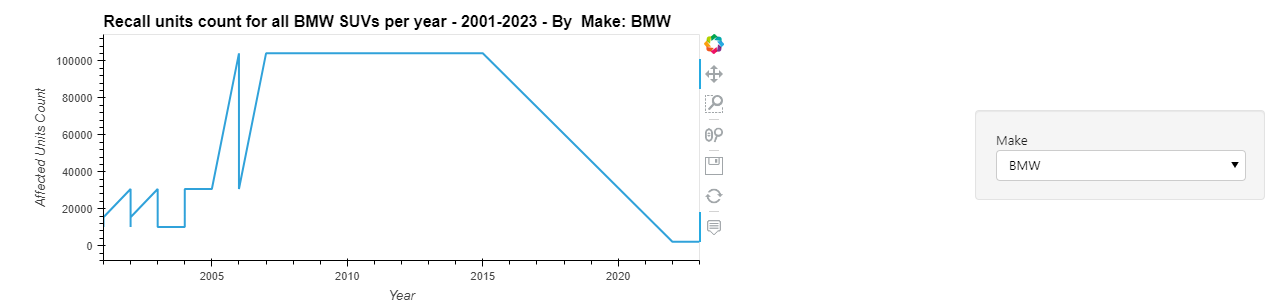 Recall units count for all BMW SUVs per year - 2001-2023 - By  Make: BMW
100000
80000
60000
40000
20000
0
Affected Units Count
2005
2010
2015
2020
Year
Make
BMW